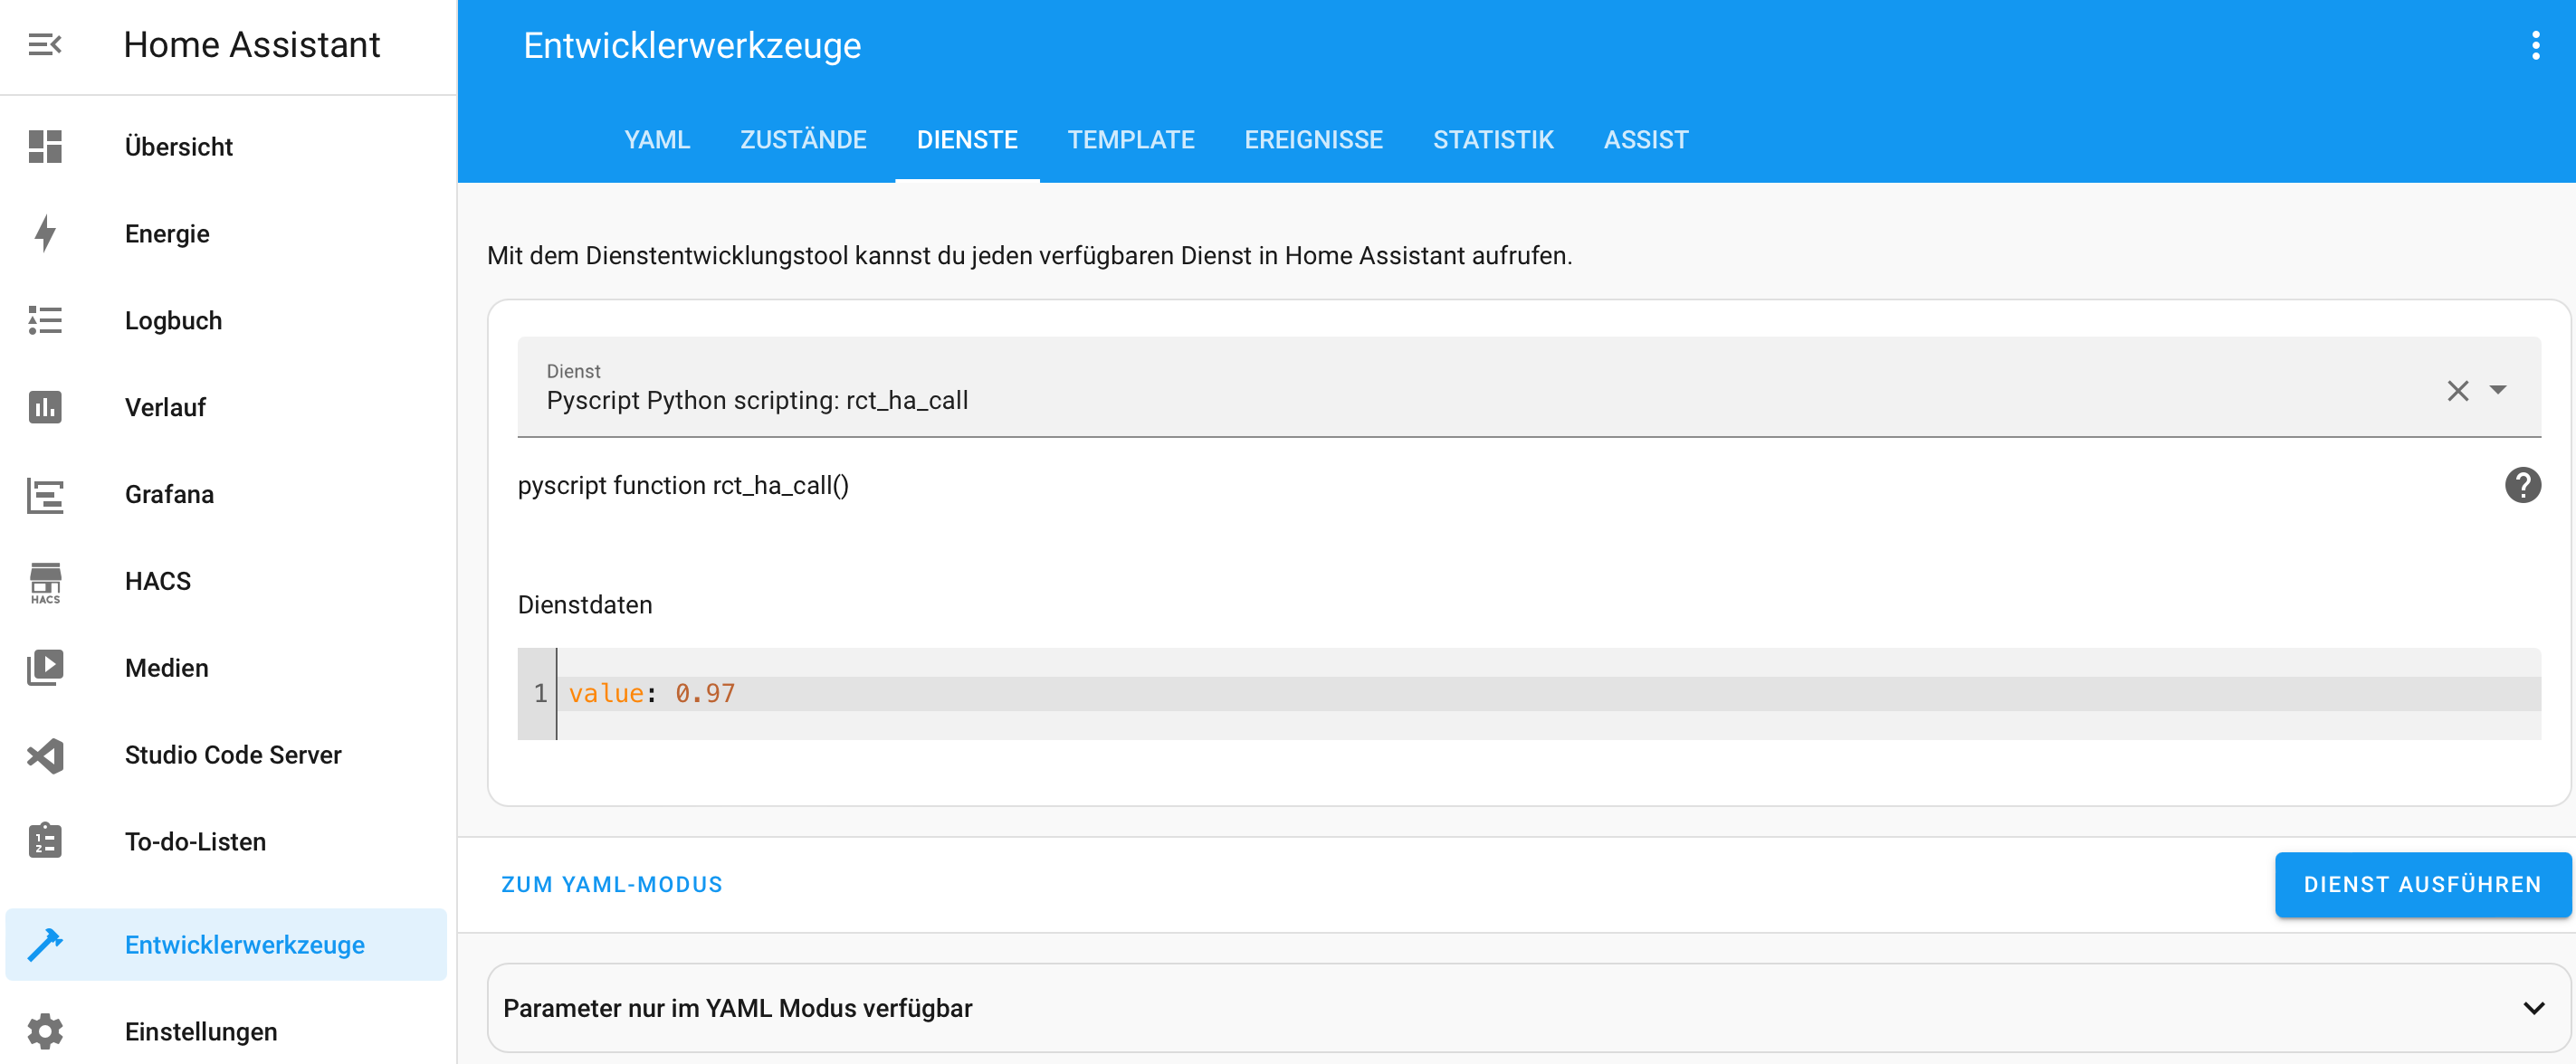 Home Assistant
Übersicht
Energie
Logbuch
Verlauf
Grafana
HACS
HACS
Medien
Studio Code Server
To-do-Listen
Entwicklerwerkzeuge
Einstellungen
Entwicklerwerkzeuge
YAML ZUSTÄNDE DIENSTE TEMPLATE EREIGNISSE STATISTIK ASSIST
Mit dem Dienstentwicklungstool kannst du jeden verfügbaren Dienst in Home Assistant aufrufen.
Dienst
Pyscript Python scripting: rct_ha_call
pyscript function rct_ha_call()
Dienstdaten
1 value: 0.97
ZUM YAML-MODUS
DIENST AUSFÜHREN
Parameter nur im YAML Modus verfügbar